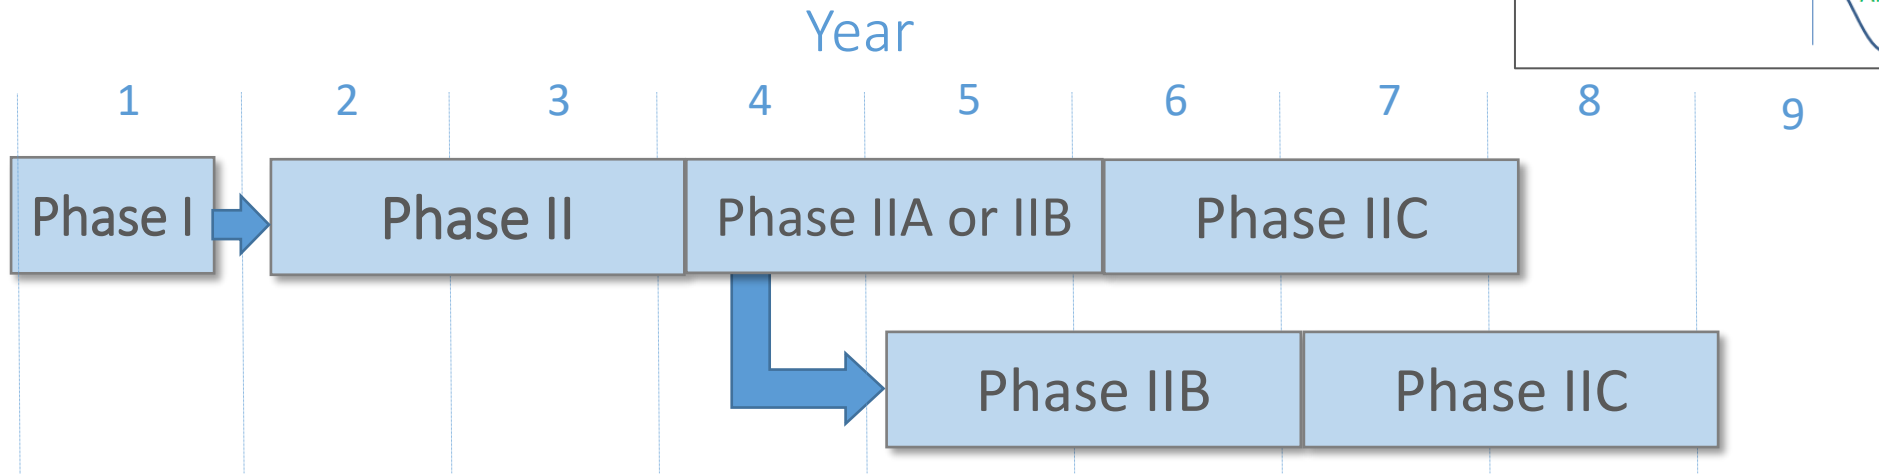 Year
1 2 3 4 5 6 7 8 9
Phase I Phase II Phase IIA or IIB Phase IIC
Phase IIB Phase IIC